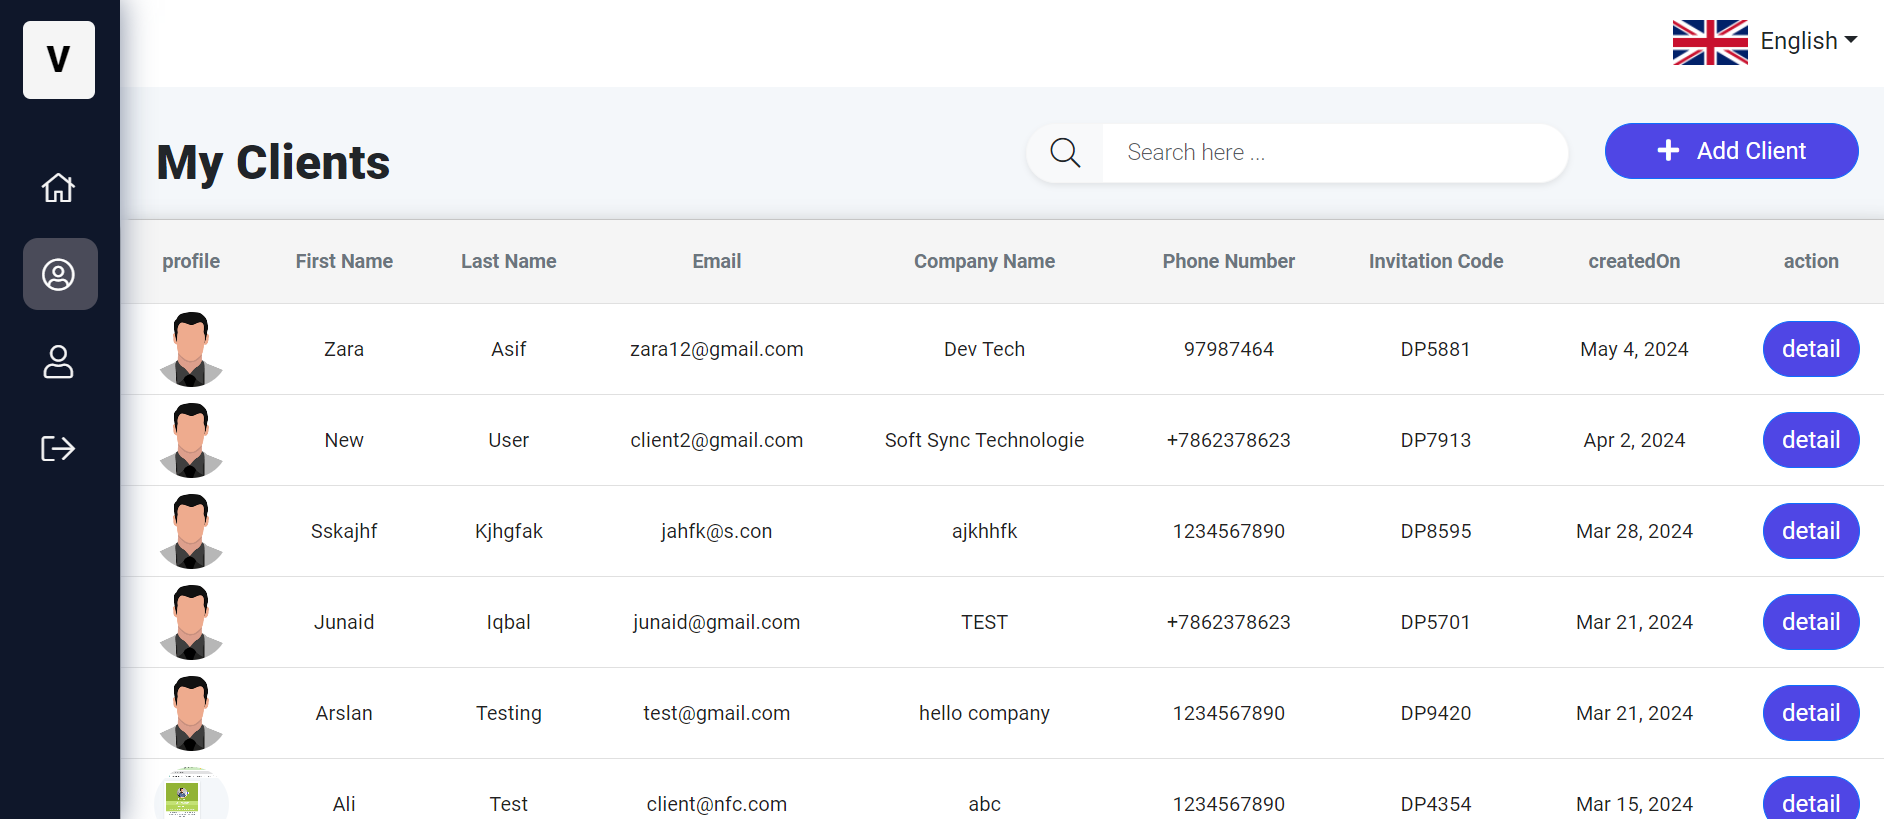 V
English
My Clients
Search here ...
Add Client
profile First Name Last Name Email Company Name Phone Number Invitation Code createdOn action
Zara Asif zara12@gmail.com Dev Tech 97987464 DP5881 May 4, 2024 detail
New User client2@gmail.com Soft Sync Technologie +7862378623 DP7913 Apr 2, 2024 detail
Sskajhf Kjhgfak jahfk@s.con ajkhhfk 1234567890 DP8595 Mar 28, 2024 detail
Junaid Iqbal junaid@gmail.com TEST +7862378623 DP5701 Mar 21, 2024 detail
Arslan Testing test@gmail.com hello company 1234567890 DP9420 Mar 21, 2024 detail
Ali Test client@nfc.com abc 1234567890 DP4354 Mar 15, 2024 detail